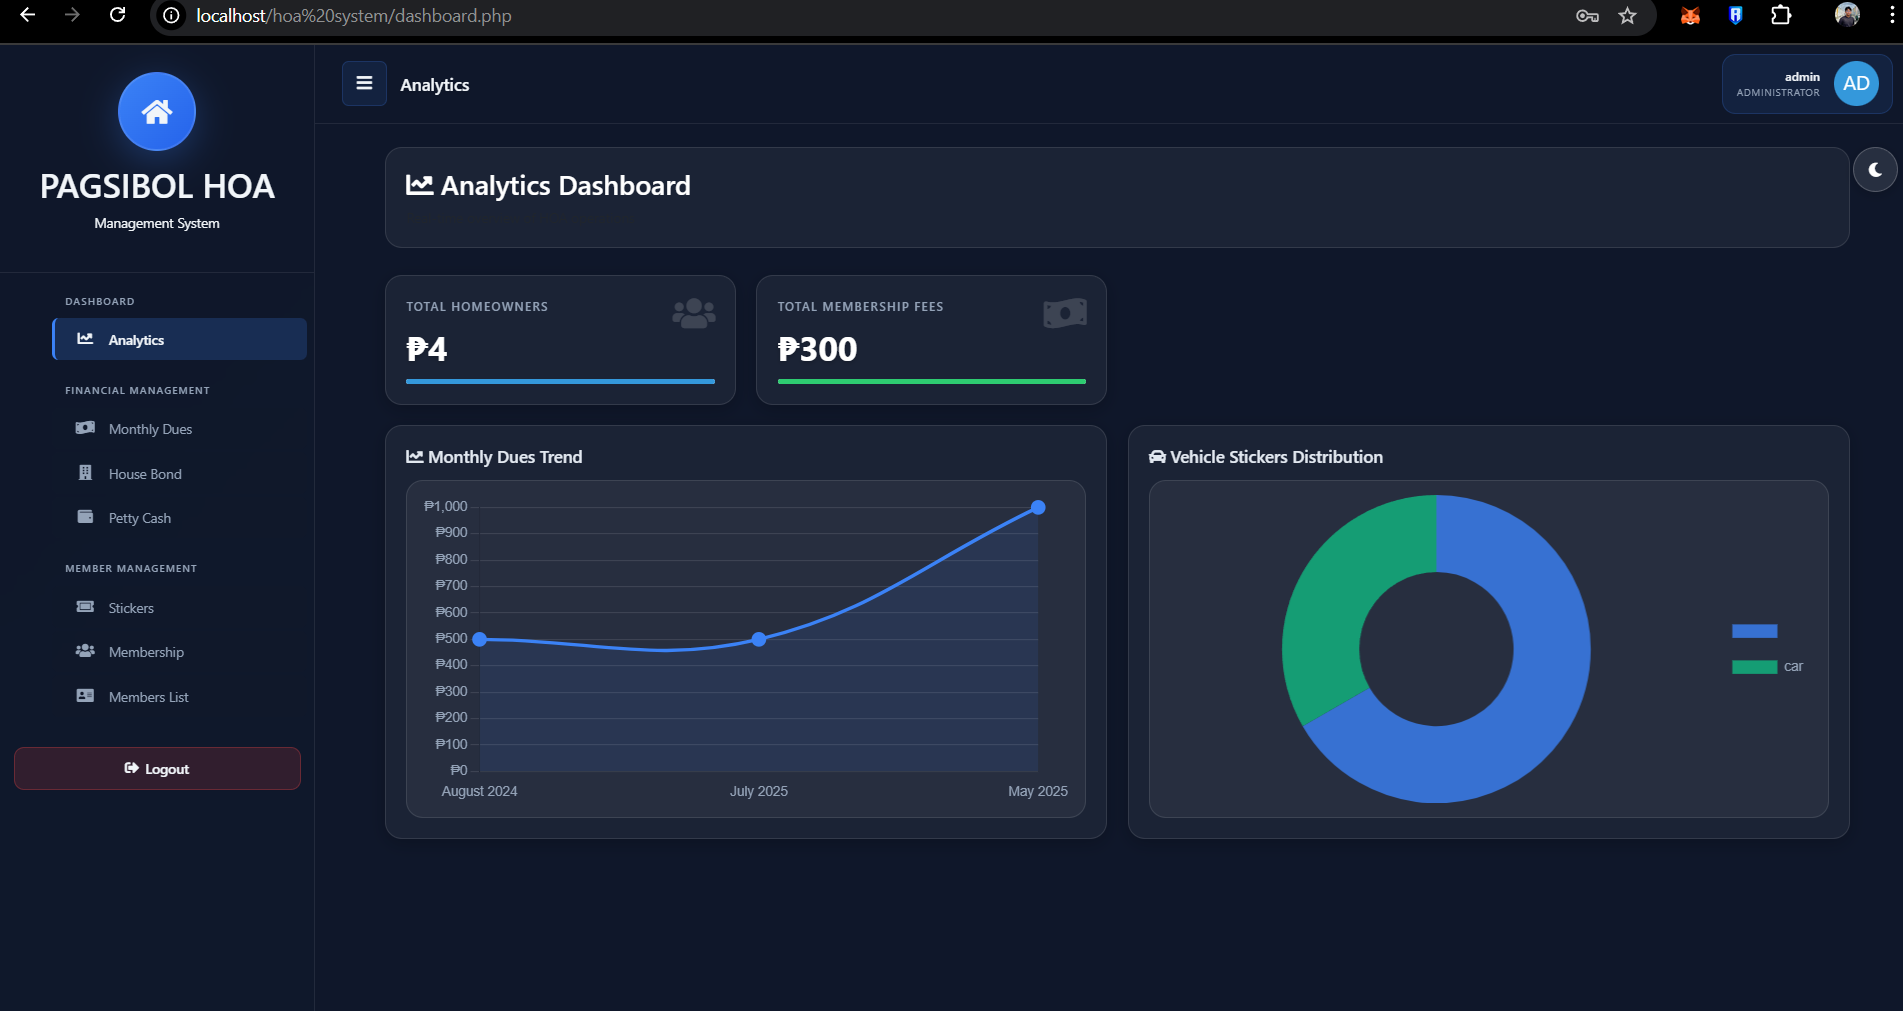 localhost/hoa%20system/dashboard.php
PAGSIBOL HOA
Management System
DASHBOARD
Analytics
FINANCIAL MANAGEMENT
Monthly Dues
House Bond
Petty Cash
MEMBER MANAGEMENT
Stickers
Membership
Members List
Logout
Analytics
admin
ADMINISTRATOR
AD
Analytics Dashboard
TOTAL HOMEOWNERS
₱4
TOTAL MEMBERSHIP FEES
₱300
Monthly Dues Trend
₱1,000
₱900
₱800
₱700
₱600
₱500
₱400
₱300
₱200
₱100
₱0
August 2024
July 2025
May 2025
Vehicle Stickers Distribution
car